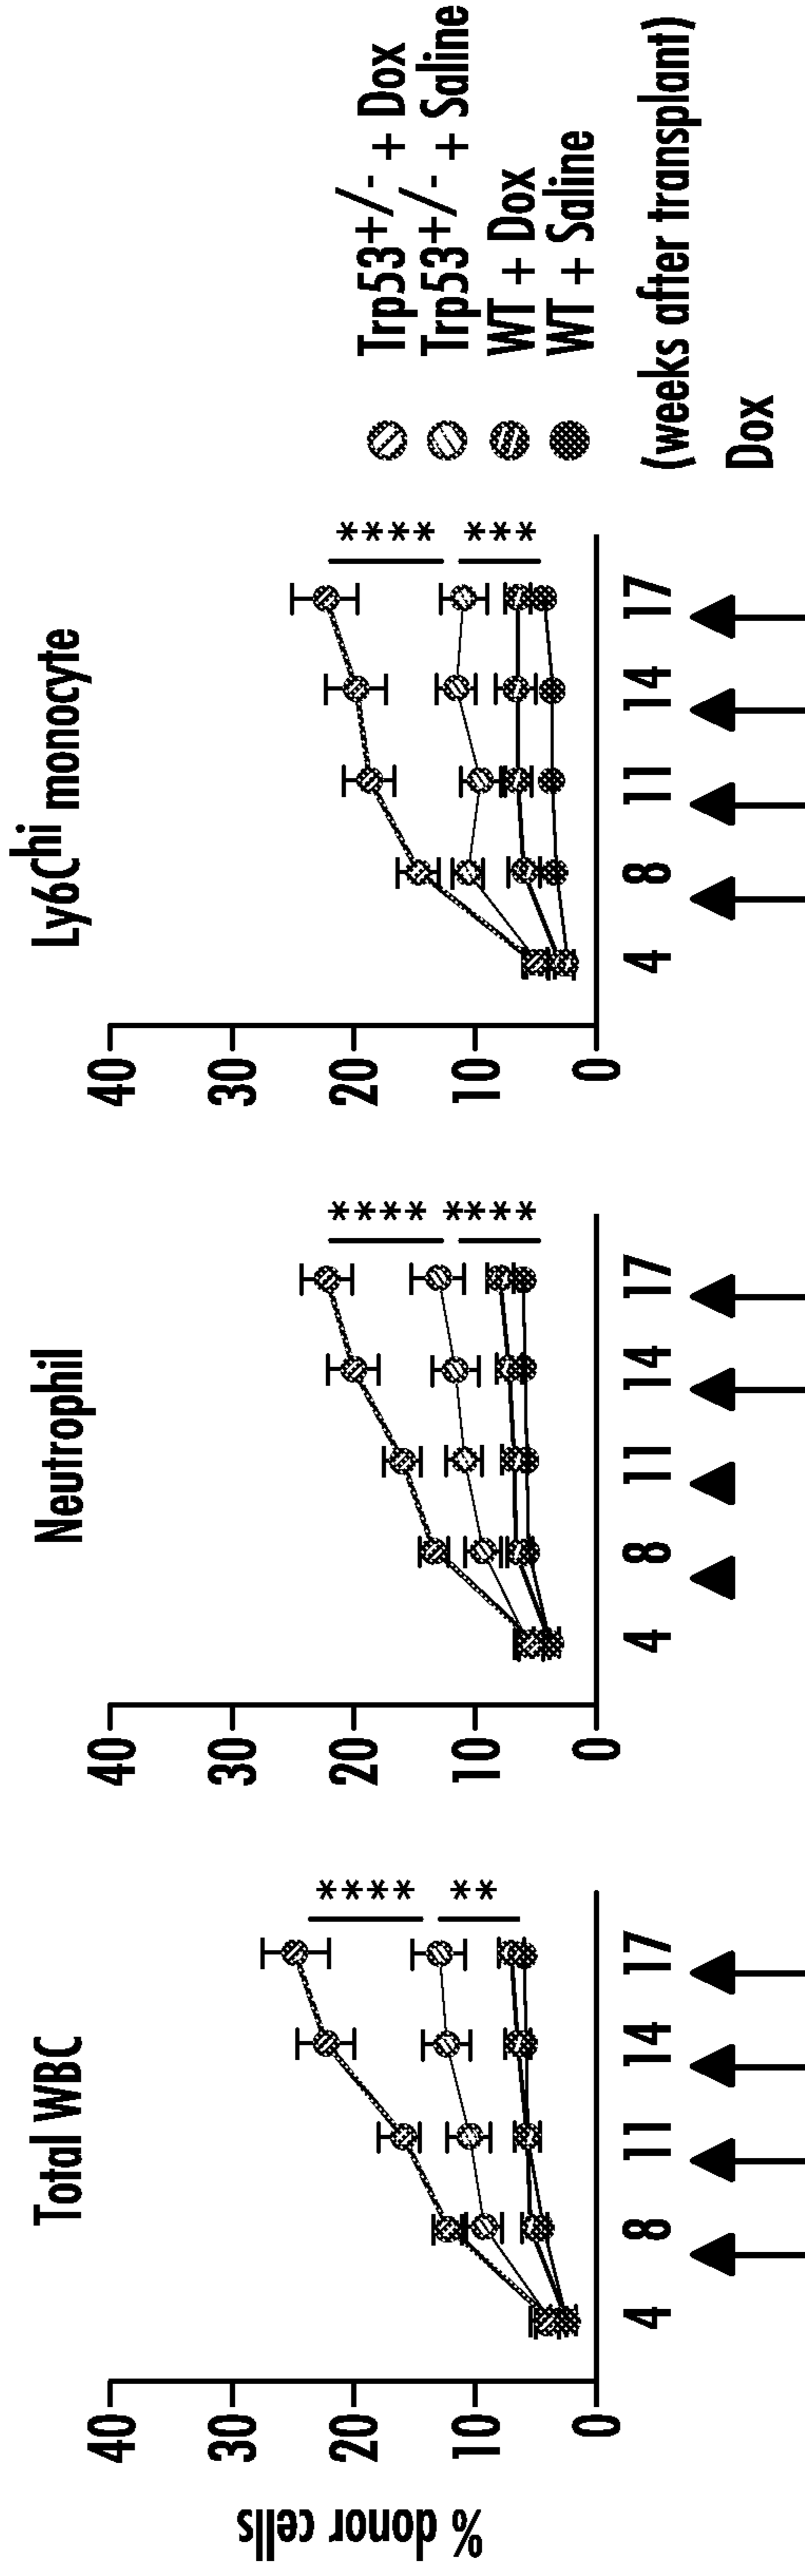 Total WBC
Neutrophil
Ly6Chi monocyte
% donor cells
40
30
20
10
0
4 8 11 14 17
****
**
40
30
20
10
0
4 8 11 14 17
****
****
40
30
20
10
0
4 8 11 14 17
****
***
Trp53+/- + Dox
Trp53+/- + Saline
WT + Dox
WT + Saline
(weeks after transplant)
Dox